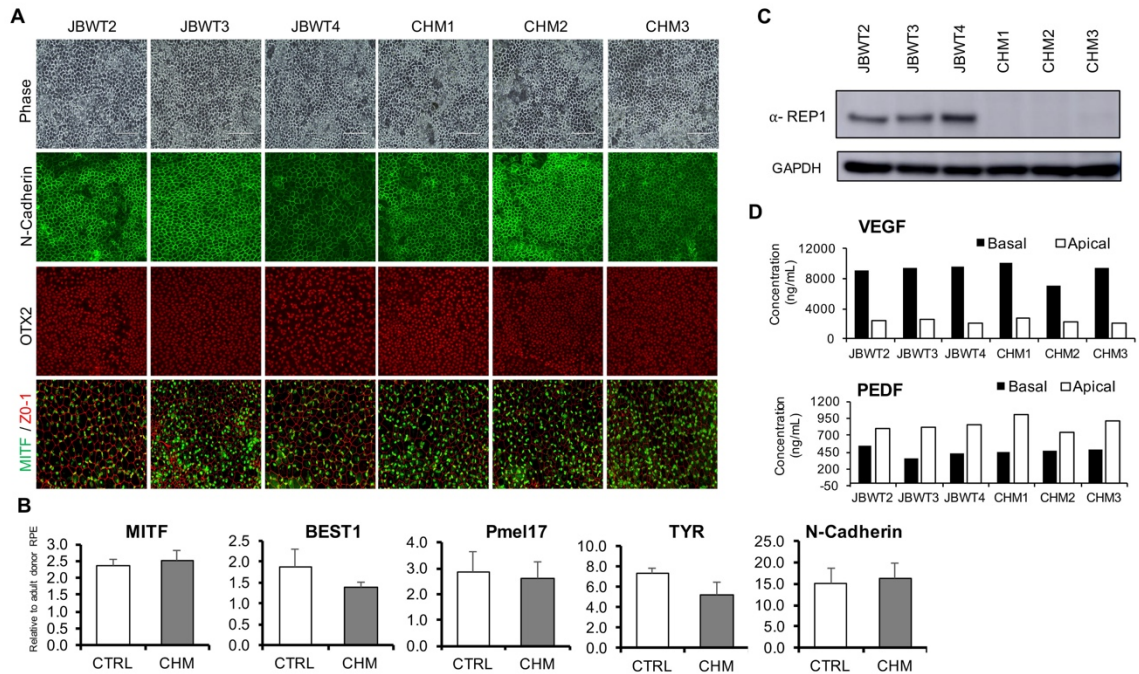 A
JBWT2 JBWT3 JBWT4 CHM1 CHM2 CHM3
Phase
N-Cadherin
OTX2
MITF / Z0-1
B
MITF
Relative to adult donor RPE
3.0
2.5
2.0
1.5
1.0
0.5
0.0
CTRL CHM
BEST1
2.5
2.0
1.5
1.0
0.5
0.0
CTRL CHM
Pmel17
4.0
3.0
2.0
1.0
0.0
CTRL CHM
TYR
8.0
6.0
4.0
2.0
0.0
CTRL CHM
N-Cadherin
20.0
15.0
10.0
5.0
0.0
CTRL CHM
C
JBWT2 JBWT3 JBWT4 CHM1 CHM2 CHM3
α- REP1
GAPDH
D
VEGF
Basal Apical
Concentration
(ng/mL)
12000
8000
4000
0
JBWT2 JBWT3 JBWT4 CHM1 CHM2 CHM3
PEDF
Basal Apical
Concentration
(ng/mL)
1200
950
700
450
200
-50
JBWT2 JBWT3 JBWT4 CHM1 CHM2 CHM3